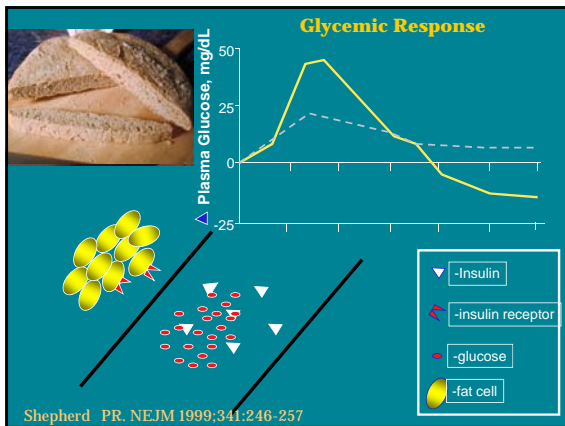 Glycemic Response
Plasma Glucose, mg/dL
50
25
0
-25
-Insulin
-insulin receptor
-glucose
-fat cell
Shepherd PR. NEJM 1999;341:246-257